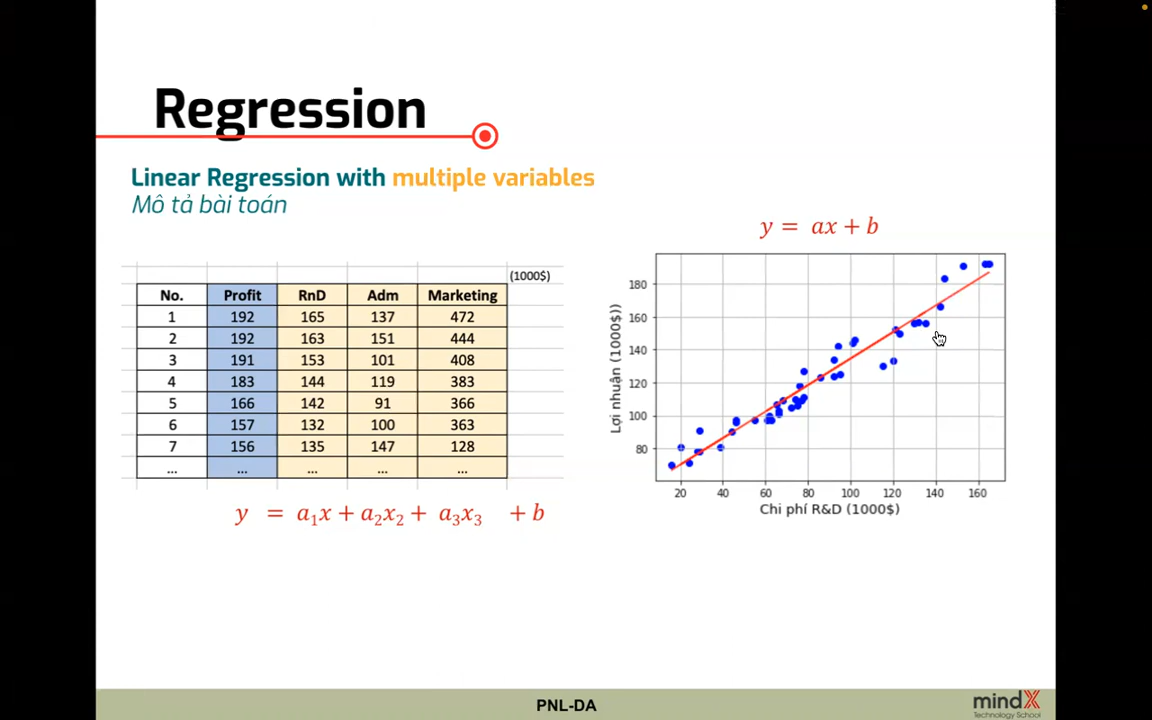 Regression
Linear Regression with multiple variables
Mô tả bài toán
(1000$)
No. Profit RnD Adm Marketing
1 192 165 137 472
2 192 163 151 444
3 191 153 101 408
4 183 144 119 383
5 166 142 91 366
6 157 132 100 363
7 156 135 147 128
... ... ... ... ...
y = a₁x + a₂x₂ + a₃x₃ + b
y = ax + b
Lợi nhuận (1000$))
180
160
140
120
100
80
20 40 60 80 100 120 140 160
Chi phí R&D (1000$)
PNL-DA
mindX
Technology School